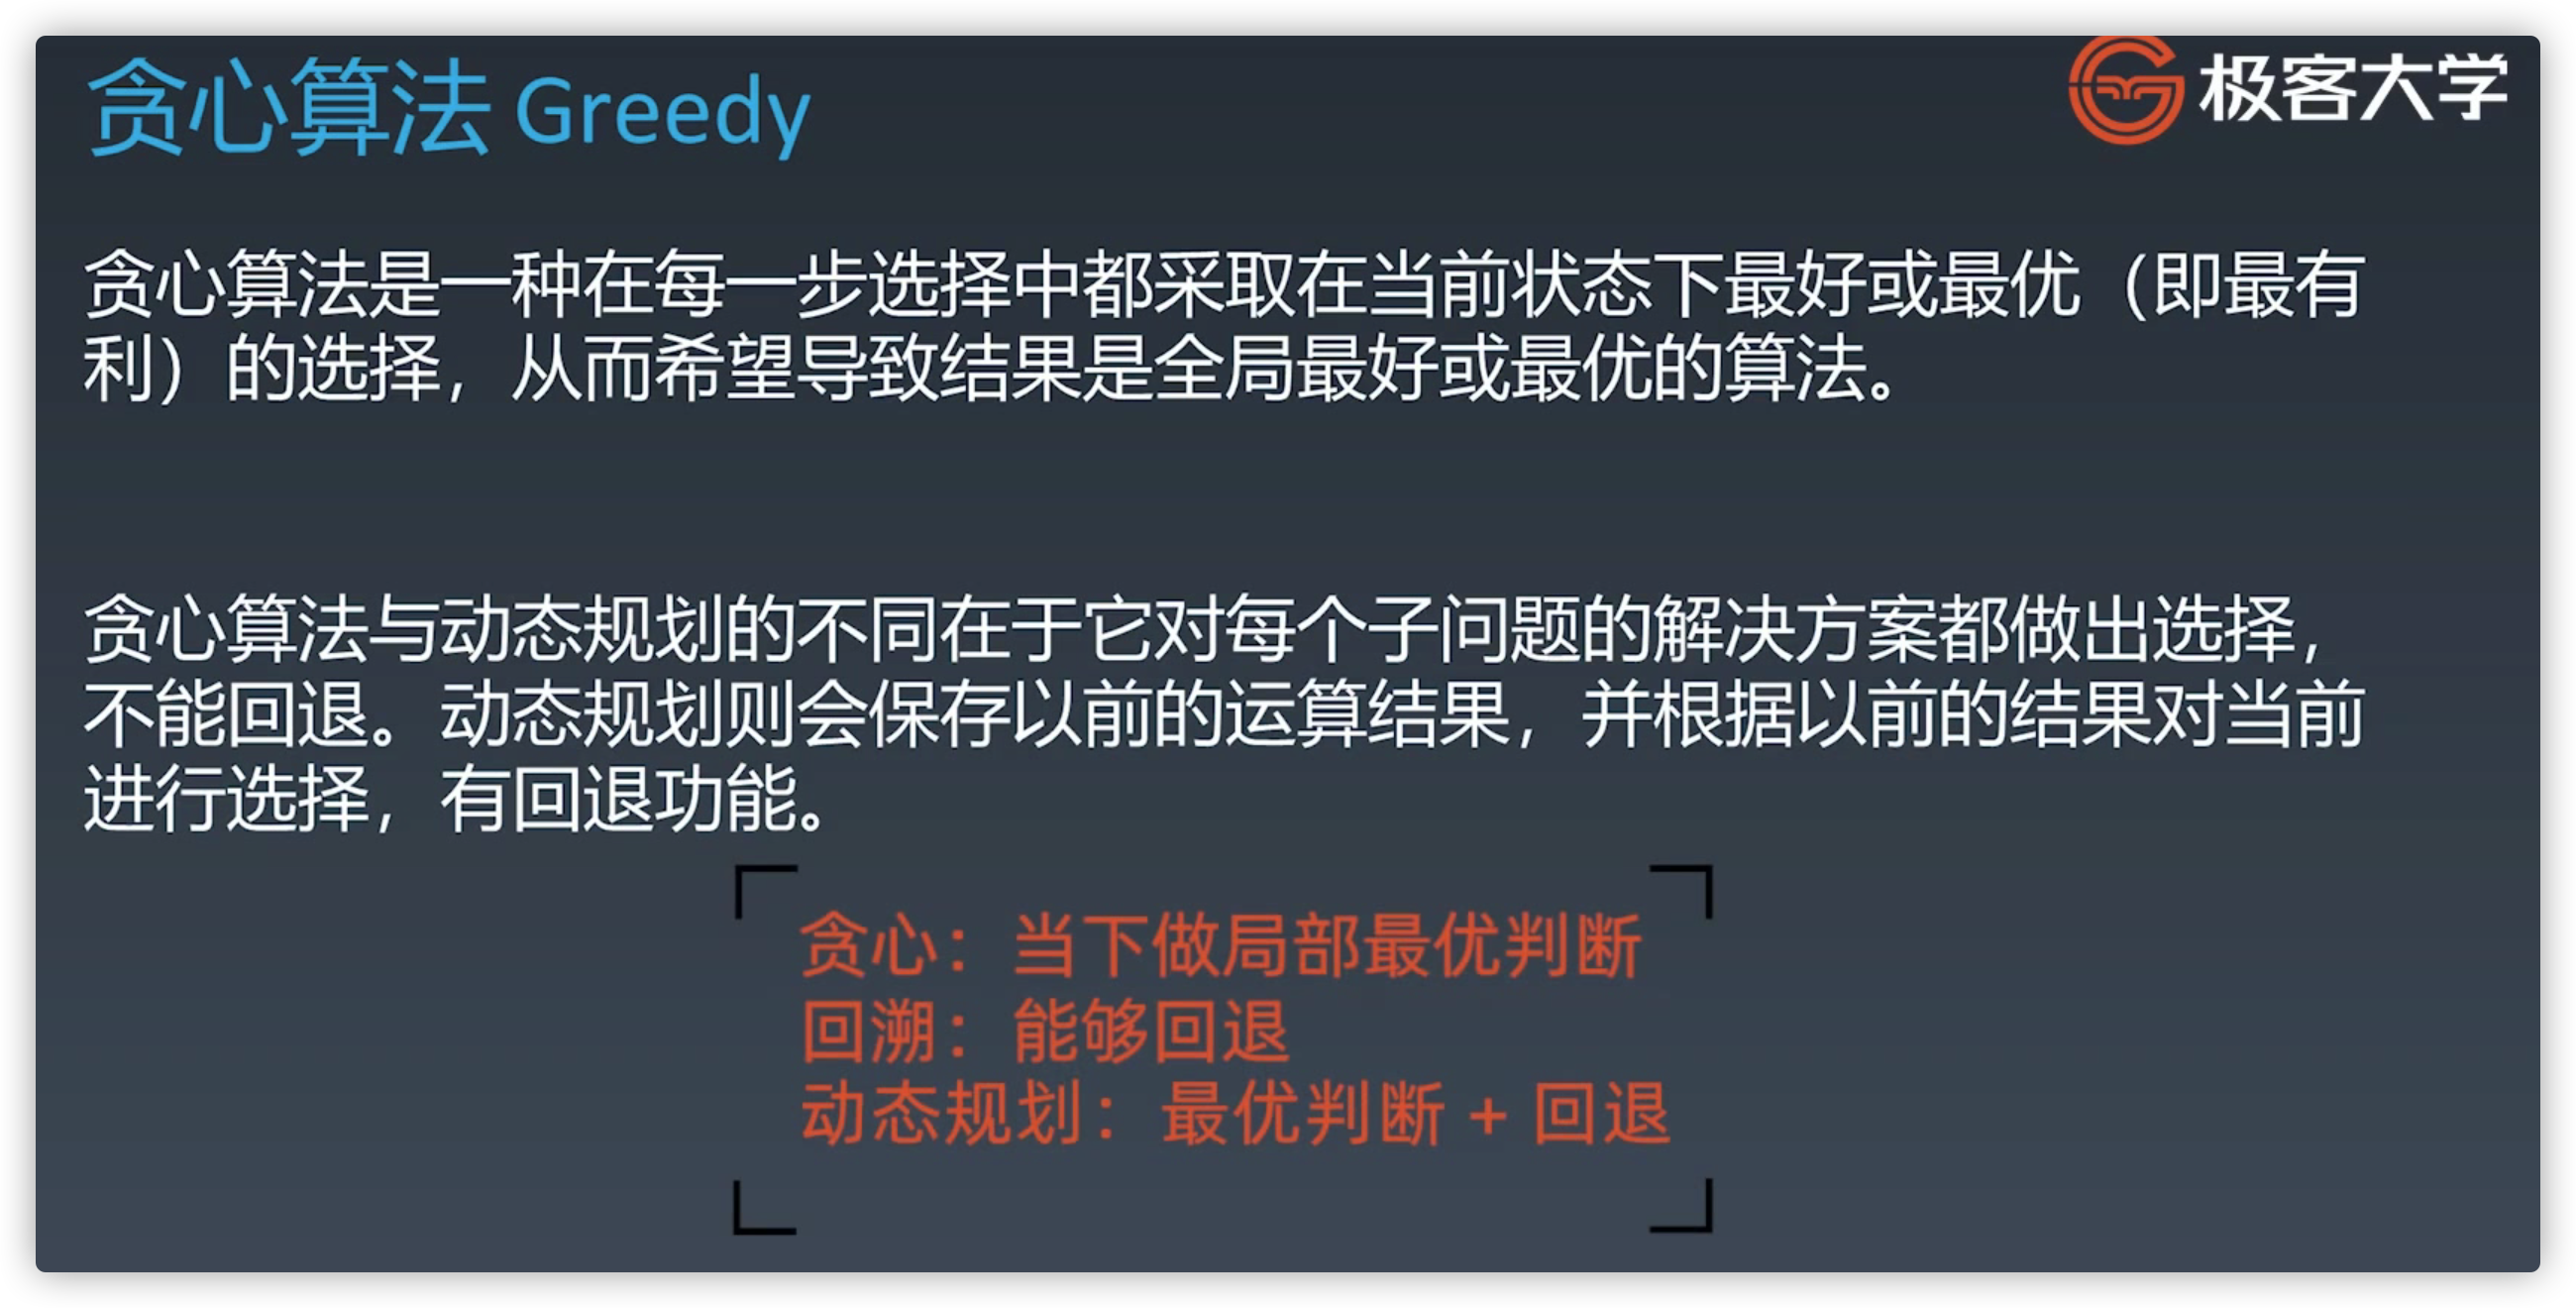 贪心算法 Greedy
极客大学
贪心算法是一种在每一步选择中都采取在当前状态下最好或最优（即最有
利）的选择，从而希望导致结果是全局最好或最优的算法。
贪心算法与动态规划的不同在于它对每个子问题的解决方案都做出选择，
不能回退。动态规划则会保存以前的运算结果，并根据以前的结果对当前
进行选择，有回退功能。
贪心：当下做局部最优判断
回溯：能够回退
动态规划：最优判断 + 回退